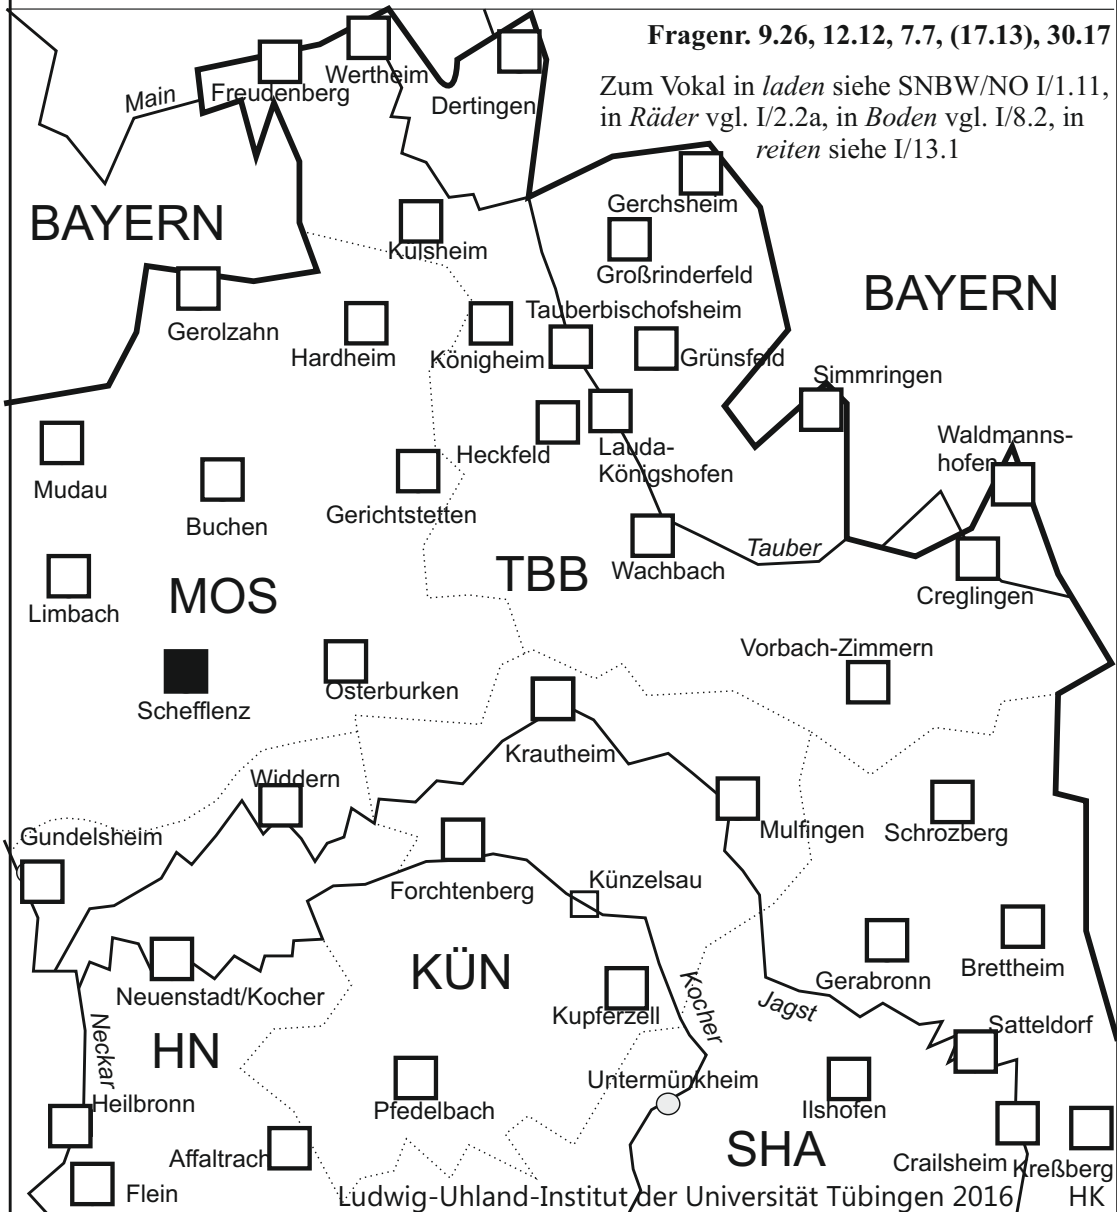 Fragenr. 9.26, 12.12, 7.7, (17.13), 30.17
Zum Vokal in laden siehe SNBW/NO I/1.11,
in Räder vgl. I/2.2a, in Boden vgl. I/8.2, in
reiten siehe I/13.1
Main
Freudenberg
Wertheim
Dertingen
BAYERN
Külsheim
Gerchsheim
Großrinderfeld
BAYERN
Gerolzahn
Hardheim
Königheim
Tauberbischofsheim
Grünsfeld
Simmringen
Heckfeld
Lauda-
Königshofen
Waldmanns-
hofen
Mudau
Buchen
Gerichtstetten
Wachbach
Tauber
Creglingen
TBB
Limbach
MOS
Schefflenz
Osterburken
Vorbach-Zimmern
Krautheim
Widdern
Gundelsheim
Mulfingen
Schrozberg
Forchtenberg
Künzelsau
Neuenstadt/Kocher
KÜN
Kupferzell
Kocher
Jagst
Gerabronn
Brettheim
Neckar
HN
Satteldorf
Heilbronn
Pfedelbach
Untermünkheim
Ilshofen
Affaltrach
SHA
Crailsheim
Kreßberg
Flein
Ludwig-Uhland-Institut der Universität Tübingen 2016
HK